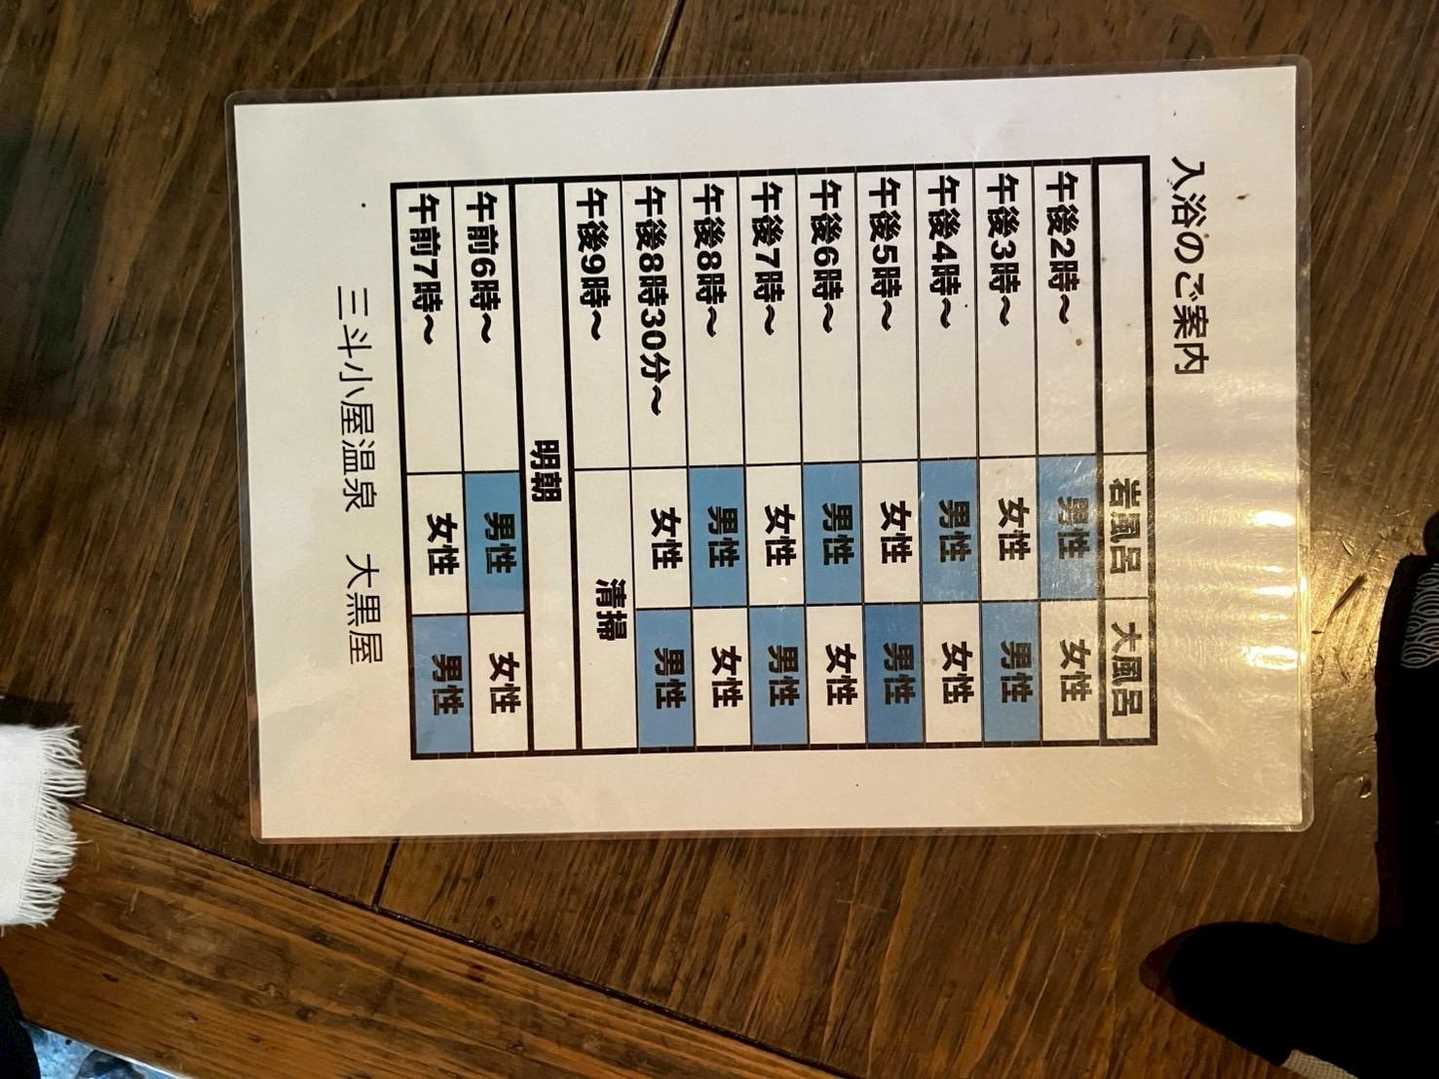 入浴のご案内
岩風呂 大風呂
午後2時～ 男性 女性
午後3時～ 女性 男性
午後4時～ 男性 女性
午後5時～ 女性 男性
午後6時～ 男性 女性
午後7時～ 女性 男性
午後8時～ 男性 女性
午後8時30分～ 女性 男性
午後9時～ 清掃
明朝
午前6時～ 男性 女性
午前7時～ 女性 男性
三斗小屋温泉 大黒屋